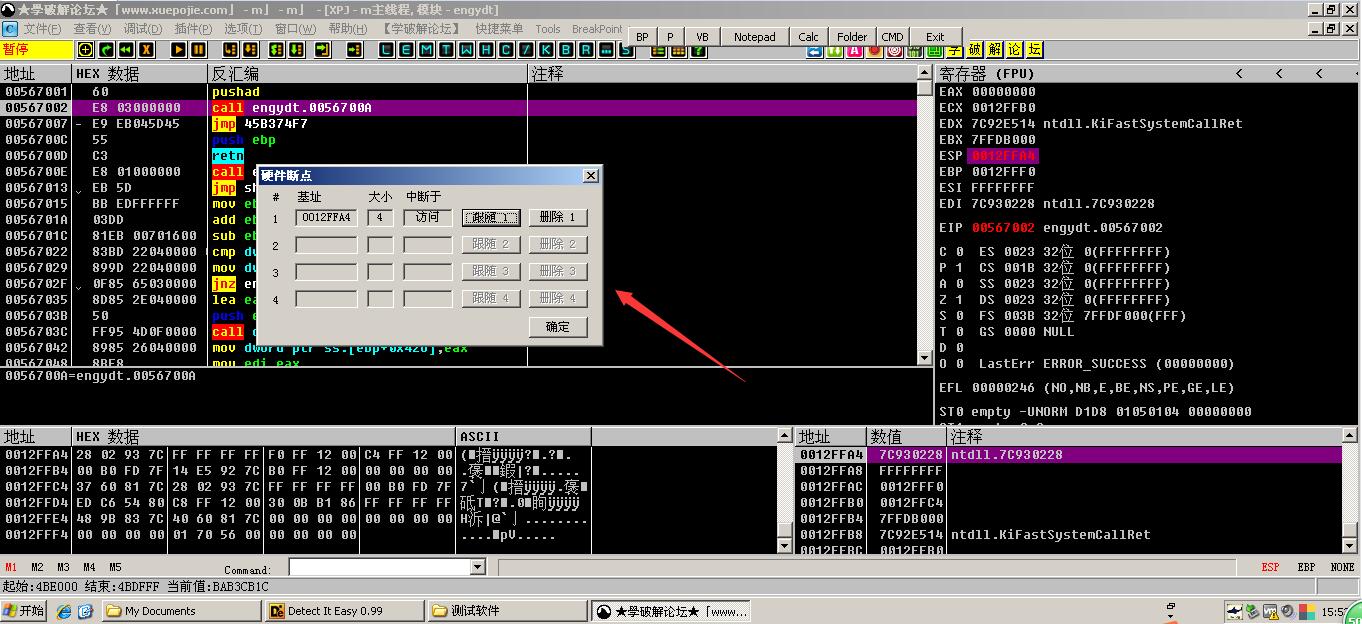 ★学破解论坛★「www.xuepojie.com」 - m」 - m」 - [XPJ - m主线程, 模块 - engydt]
文件(F) 查看(V) 调试(D) 插件(P) 选项(T) 窗口(W) 帮助(H) 【学破解论坛】 快捷菜单 Tools BreakPoint
BP P VB Notepad Calc Folder CMD Exit
暂停 L E M T W H C / K B R ... S 字 破 解 论 坛
地址 HEX 数据 反汇编 注释
00567001 60 pushad
00567002 E8 03000000 call engydt.0056700A
00567007 - E9 EB045D45 jmp 45B374F7
0056700C 55 push ebp
0056700D C3 retn
0056700E E8 01000000 call e
00567013 EB 5D jmp sh
00567015 BB EDFFFFFF mov eb
0056701A 03DD add eb
0056701C 81EB 00701600 sub eb
00567022 83BD 22040000 cmp dw
00567029 899D 22040000 mov dw
0056702F 0F85 65030000 jnz en
00567035 8D85 2E040000 lea ea
0056703B 50 push e
0056703C FF95 4D0F0000 call d
00567042 8985 26040000 mov dword ptr ss:[ebp+0x426],eax
00567048 8BF8 mov edi,eax
0056700A=engydt.0056700A
硬件断点
# 基址 大小 中断于
1 0012FFA4 4 访问 跟随 1 删除 1
2 跟随 2 删除 2
3 跟随 3 删除 3
4 跟随 4 删除 4
确定
寄存器 (FPU) < < < <
EAX 00000000
ECX 0012FFB0
EDX 7C92E514 ntdll.KiFastSystemCallRet
EBX 7FFDB000
ESP 0012FFA4
EBP 0012FFF0
ESI FFFFFFFF
EDI 7C930228 ntdll.7C930228
EIP 00567002 engydt.00567002
C 0 ES 0023 32位 0(FFFFFFFF)
P 1 CS 001B 32位 0(FFFFFFFF)
A 0 SS 0023 32位 0(FFFFFFFF)
Z 1 DS 0023 32位 0(FFFFFFFF)
S 0 FS 003B 32位 7FFDF000(FFF)
T 0 GS 0000 NULL
D 0
O 0 LastErr ERROR_SUCCESS (00000000)
EFL 00000246 (NO,NB,E,BE,NS,PE,GE,LE)
ST0 empty -UNORM D1D8 01050104 00000000
地址 HEX 数据 ASCII
0012FFA4 28 02 93 7C FF FF FF FF F0 FF 12 00 C4 FF 12 00
0012FFB4 00 B0 FD 7F 14 E5 92 7C B0 FF 12 00 00 00 00 00
0012FFC4 37 60 81 7C 28 02 93 7C FF FF FF FF 00 B0 FD 7F
0012FFD4 ED C6 54 80 C8 FF 12 00 30 0B B1 86 FF FF FF FF
0012FFE4 48 9B 83 7C 40 60 81 7C 00 00 00 00 00 00 00 00
0012FFF4 00 00 00 00 01 70 56 00 00 00 00 00
地址 数值 注释
0012FFA4 7C930228 ntdll.7C930228
0012FFA8 FFFFFFFF
0012FFAC 0012FFF0
0012FFB0 0012FFC4
0012FFB4 7FFDB000
0012FFB8 7C92E514 ntdll.KiFastSystemCallRet
0012FFBC 0012FFB0
M1 M2 M3 M4 M5 Command: ESP EBP NONE
起始:4BE000 结束:4BDFFF 当前值:BAB3CB1C
开始 My Documents Detect It Easy 0.99 测试软件 ★学破解论坛★「www... 15:5